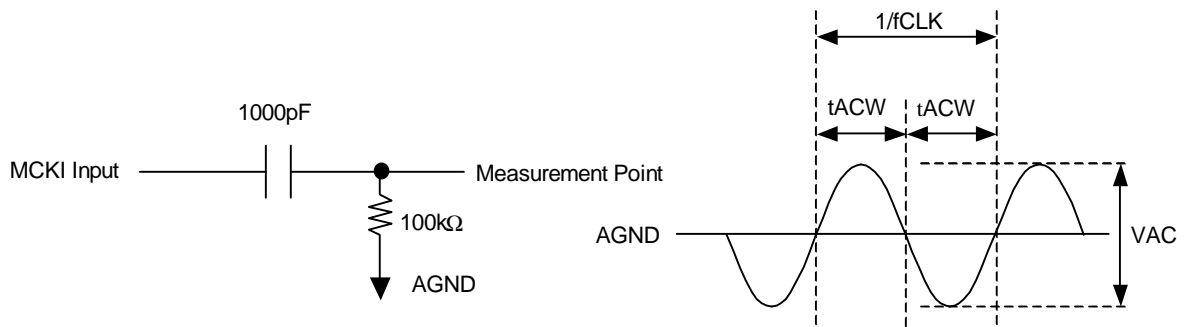 1000pF
MCKI Input
Measurement Point
100kΩ
AGND
1/fCLK
tACW tACW
AGND
VAC